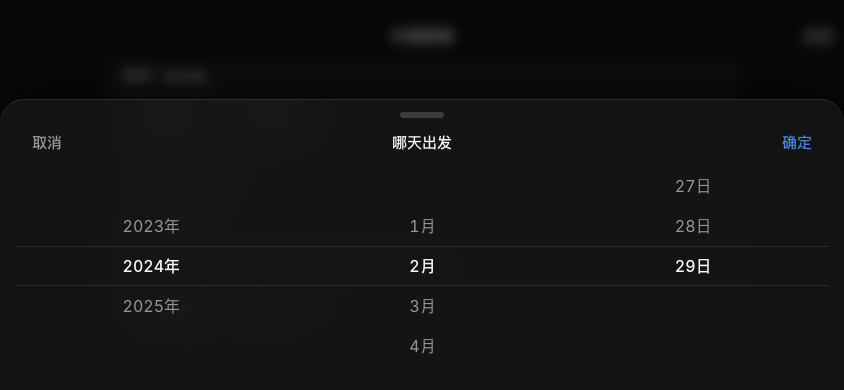 取消 哪天出发 确定
27日
2023年 1月 28日
2024年 2月 29日
2025年 3月
4月